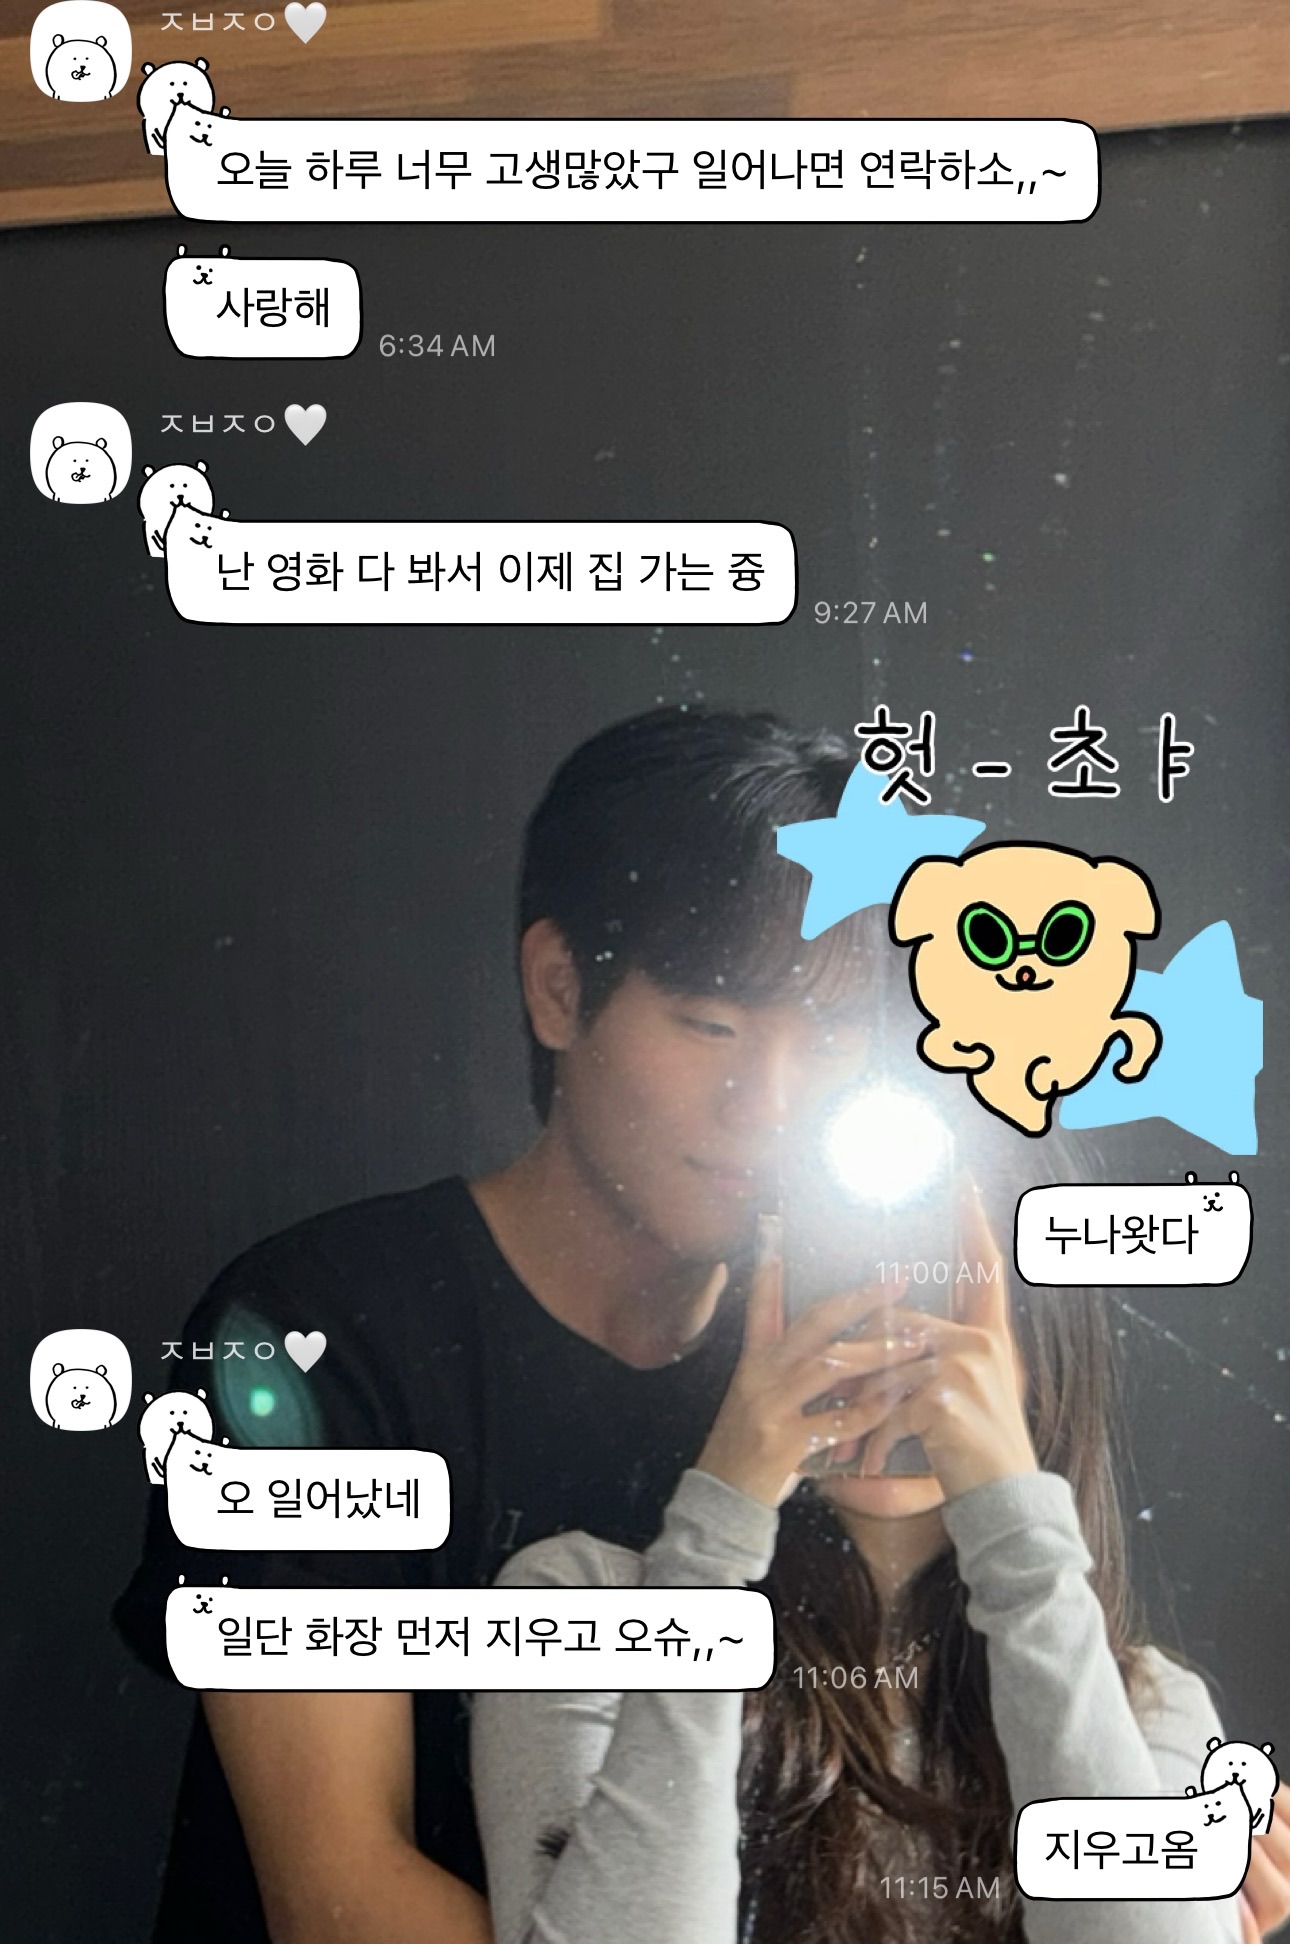 ㅈㅂㅈㅇ🤍
오늘 하루 너무 고생많았구 일어나면 연락하소,,~
사랑해
6:34 AM
ㅈㅂㅈㅇ🤍
난 영화 다 봐서 이제 집 가는 즁
9:27 AM
헛-초ㅑ
누나왓다
11:00 AM
ㅈㅂㅈㅇ🤍
오 일어났네
일단 화장 먼저 지우고 오슈,,~
11:06 AM
지우고옴
11:15 AM